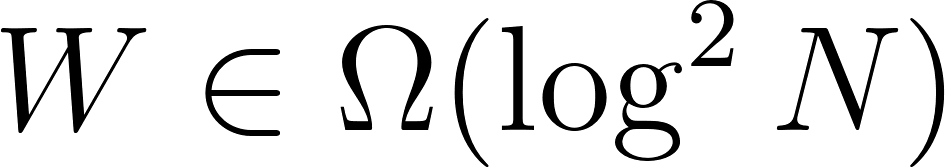 W ∈ Ω(log² N)